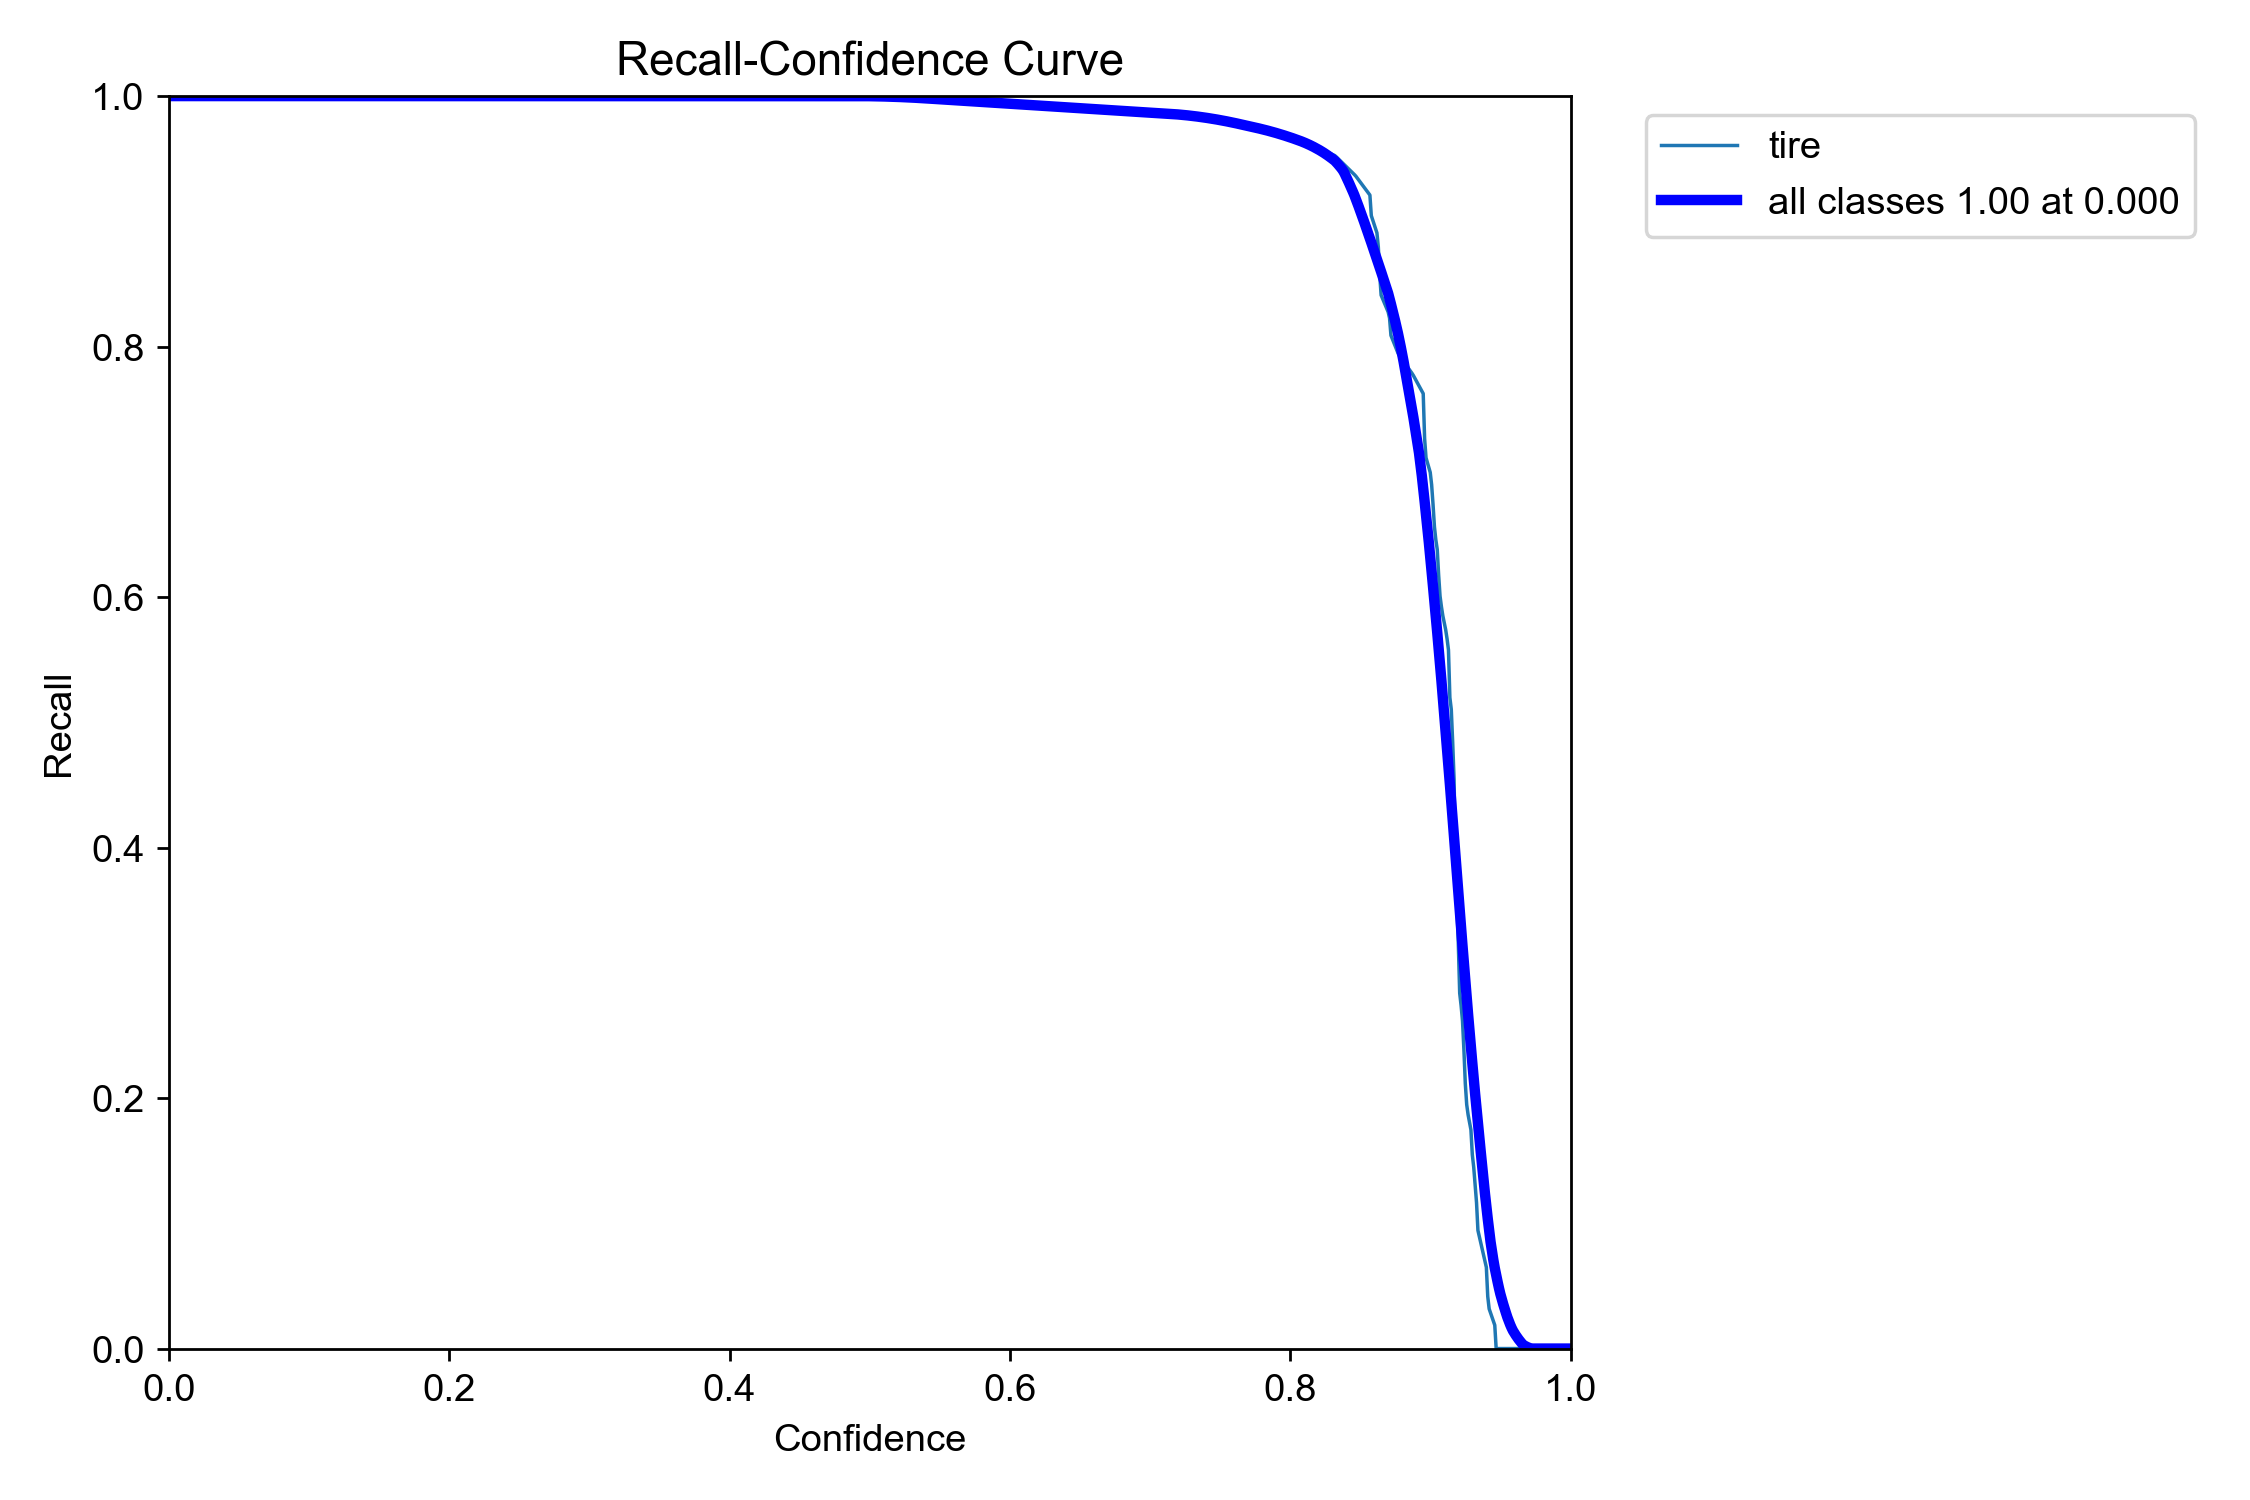 Recall-Confidence Curve
1.0
0.8
0.6
0.4
0.2
0.0
Recall
0.0 0.2 0.4 0.6 0.8 1.0
Confidence
tire
all classes 1.00 at 0.000